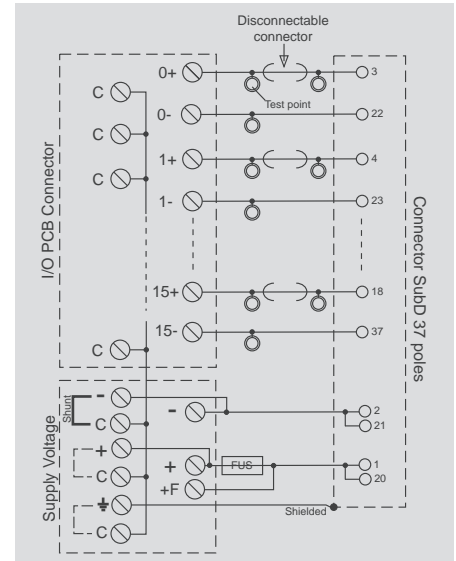 Disconnectable
connector
0+
3
C
Test point
0-
22
C
1+
4
C
1-
23
I/O PCB Connector
Connector SubD 37 poles
15+
18
15-
37
C
Shunt
-
-
2
C
21
Supply Voltage
+
+
FUS
1
C
+F
20
Shielded
C